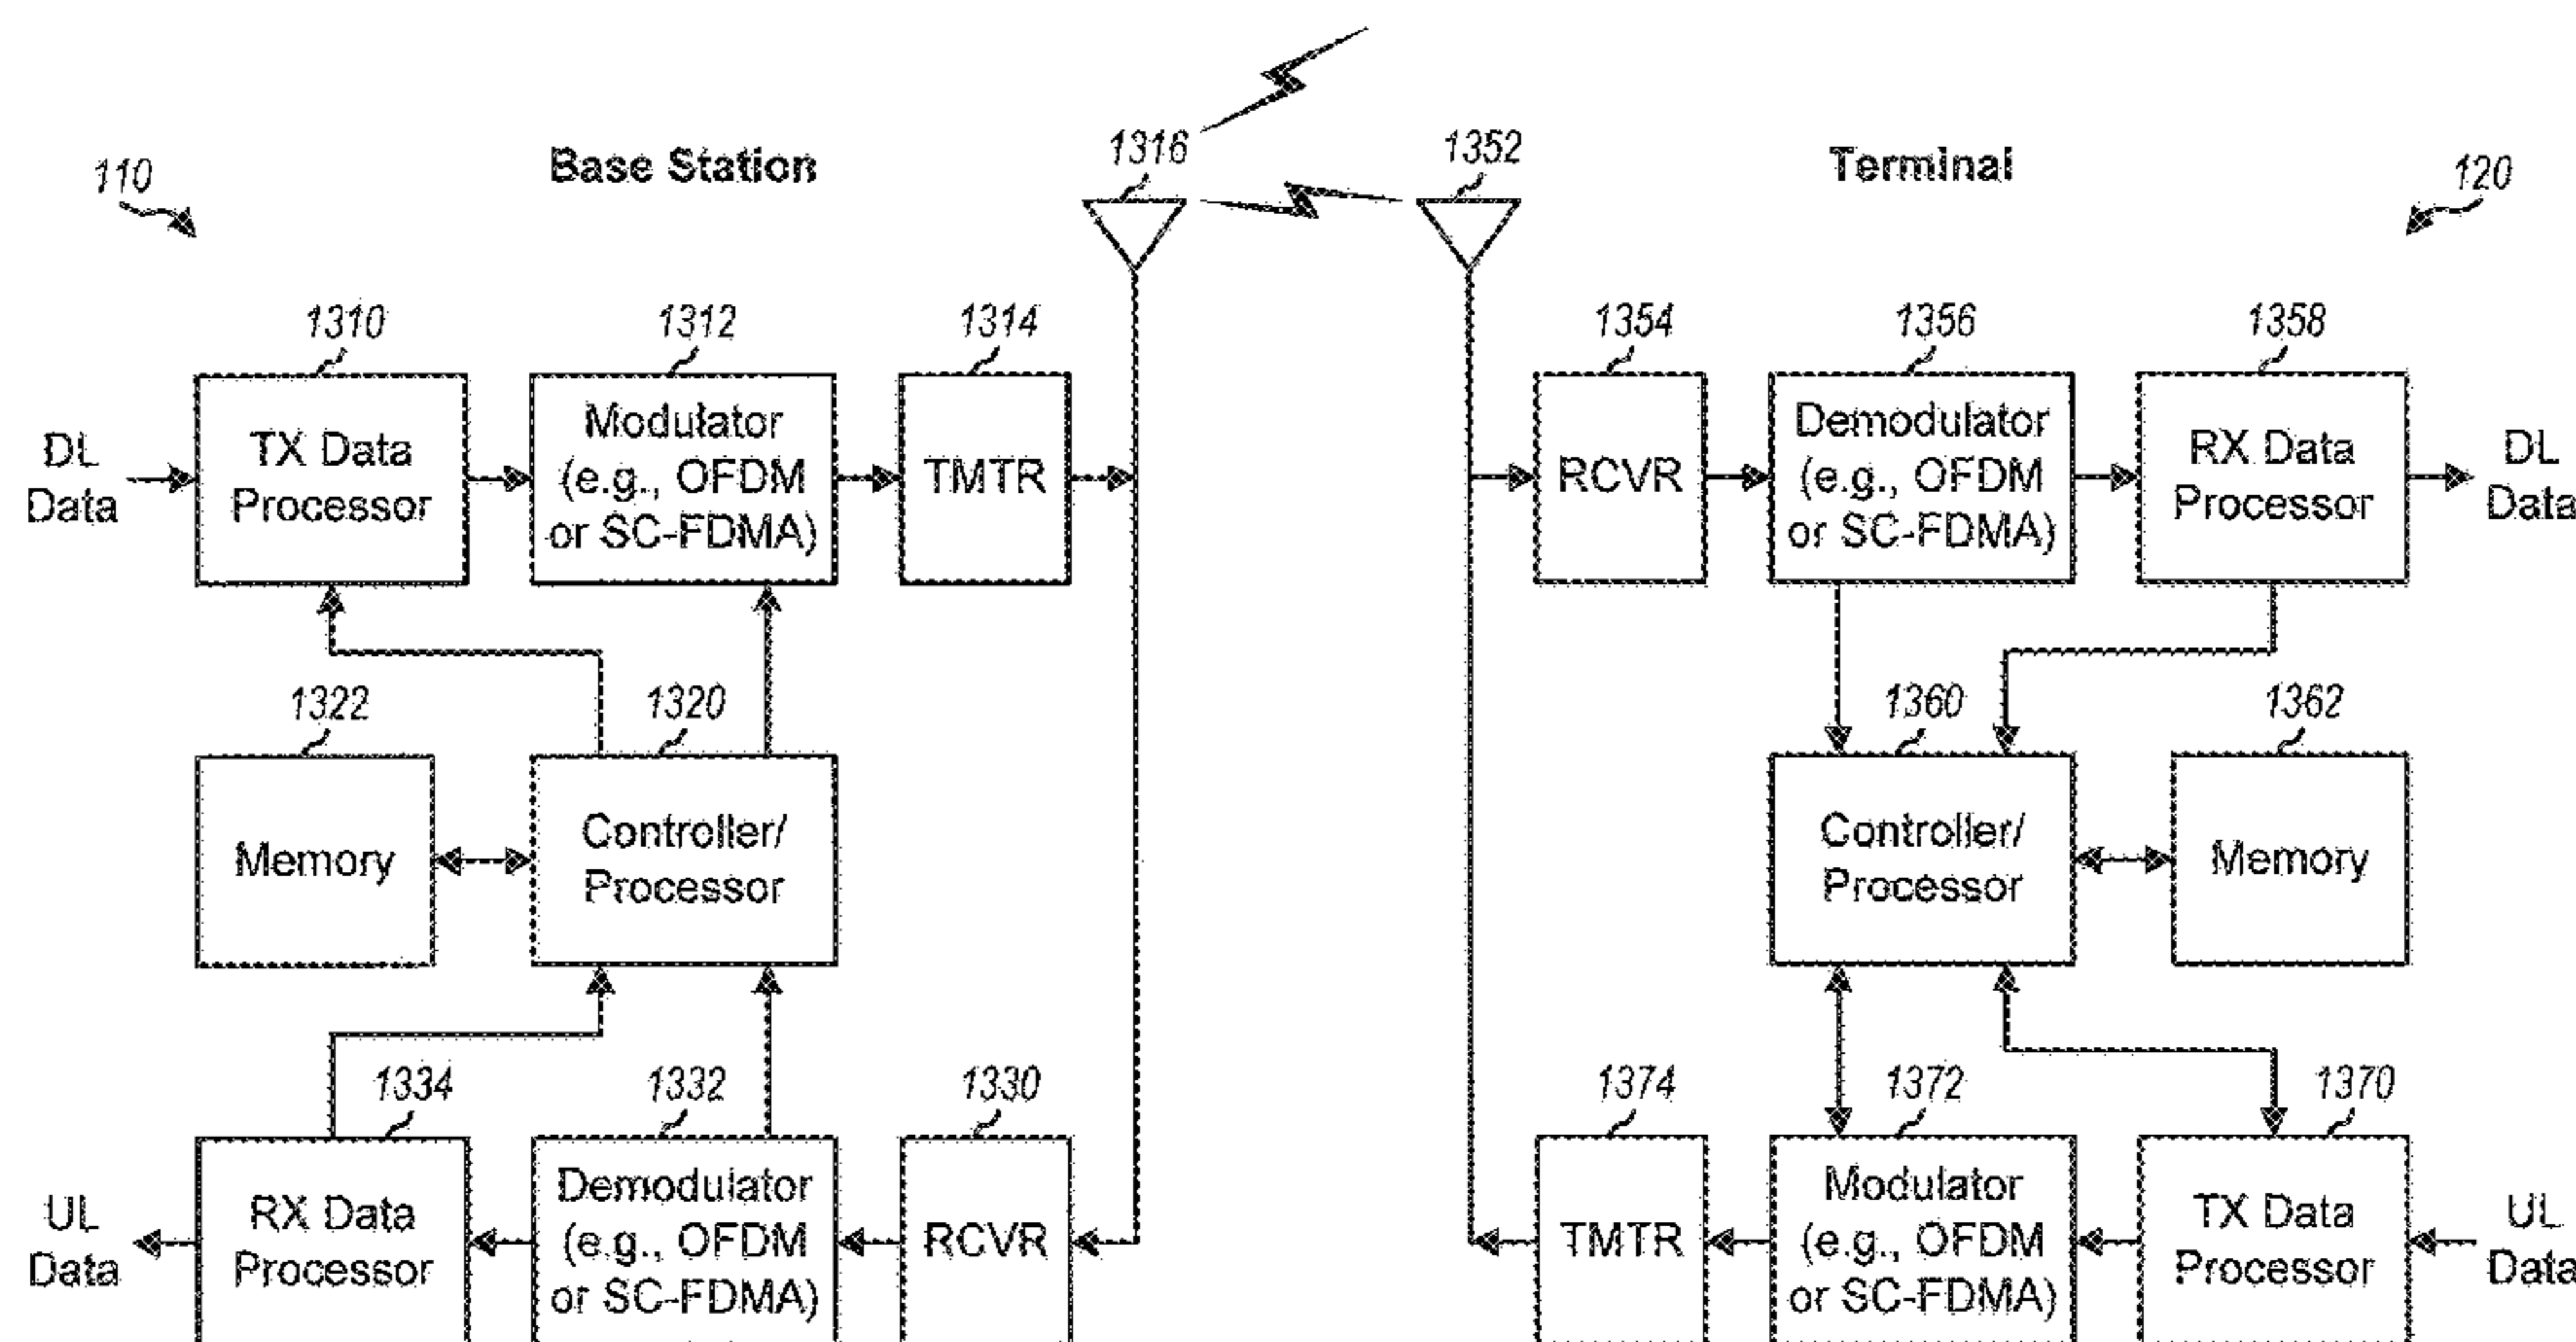 1316
1352
Base Station
Terminal
110
120
1310
1312
1314
1354
1356
1358
DL
Data
TX Data
Processor
Modulator
(e.g., OFDM
or SC-FDMA)
TMTR
RCVR
Demodulator
(e.g., OFDM
or SC-FDMA)
RX Data
Processor
DL
Data
1322
1320
1360
1362
Memory
Controller/
Processor
Controller/
Processor
Memory
1334
1332
1330
1374
1372
1370
UL
Data
RX Data
Processor
Demodulator
(e.g., OFDM
or SC-FDMA)
RCVR
TMTR
Modulator
(e.g., OFDM
or SC-FDMA)
TX Data
Processor
UL
Data